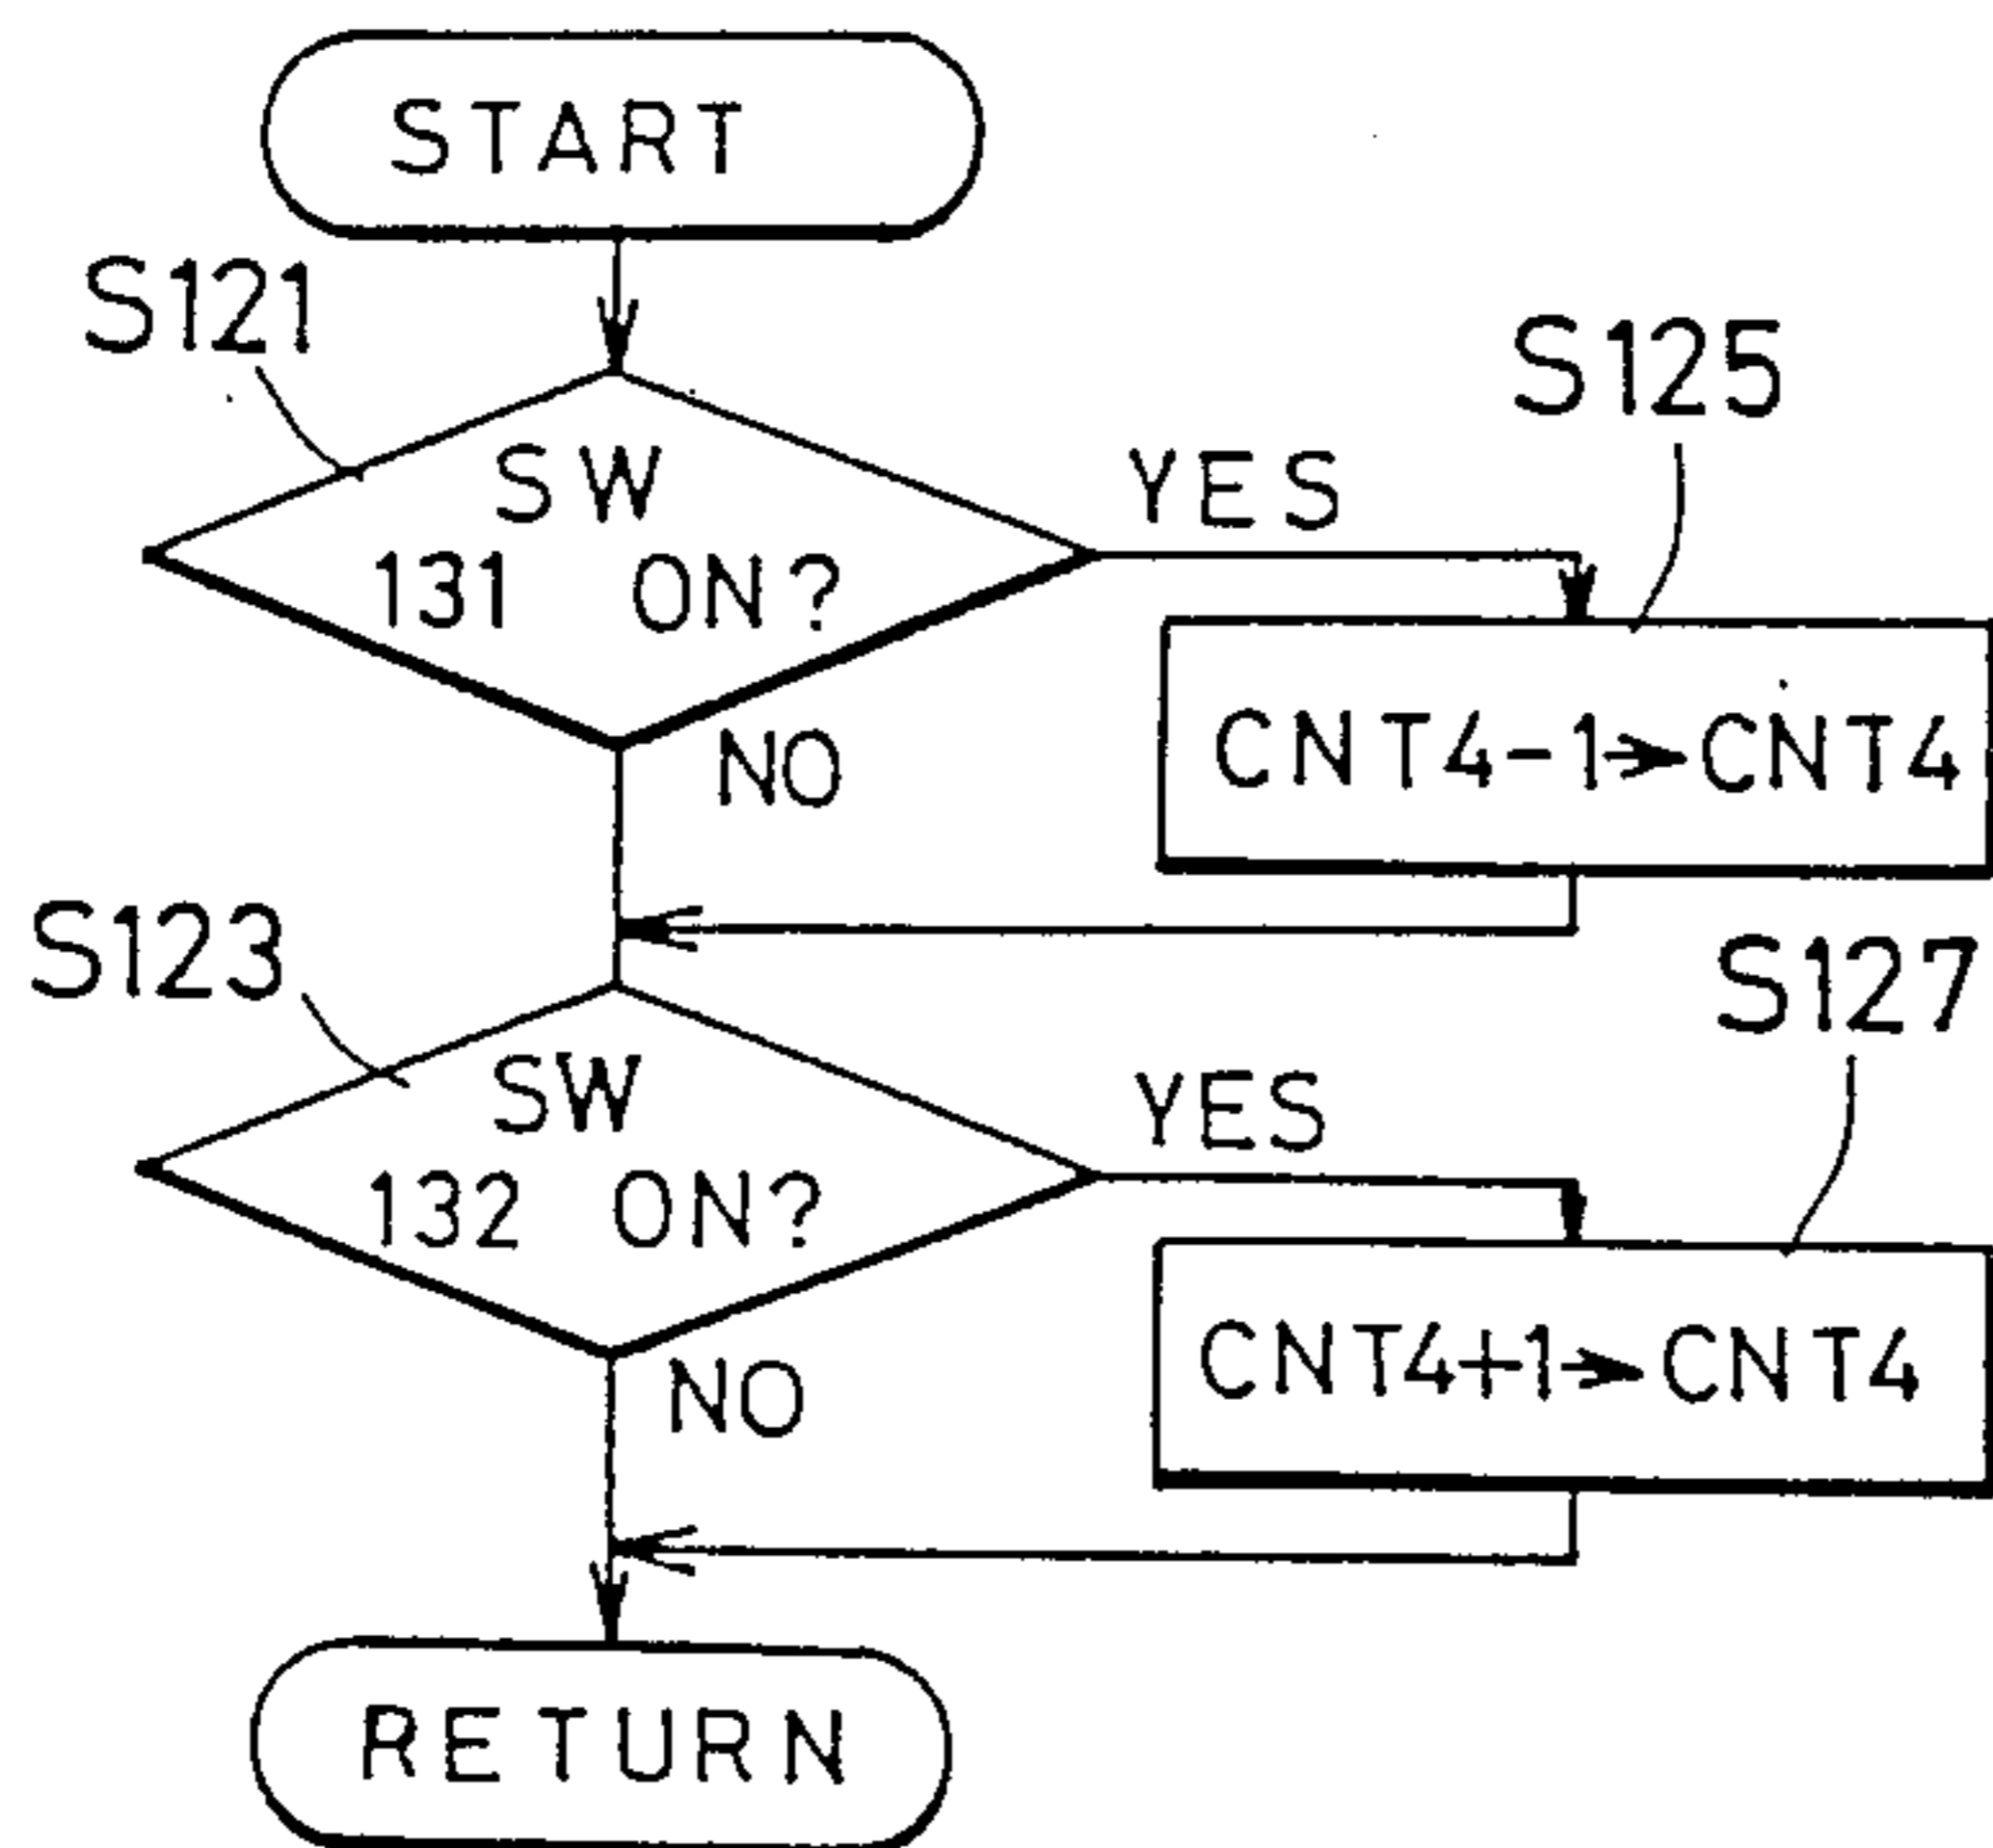 START
S121
S125
SW
131 ON?
YES
CNT4-1→CNT4
NO
S123
S127
SW
132 ON?
YES
CNT4+1→CNT4
NO
RETURN